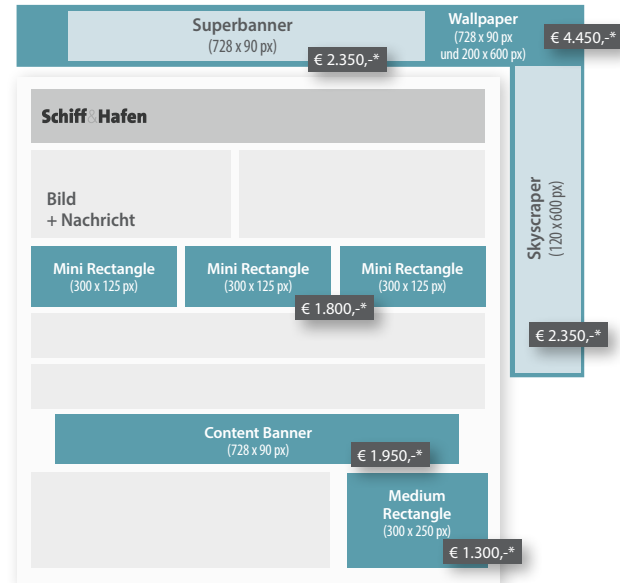 Superbanner
(728 x 90 px)
€ 2.350,-*
Wallpaper
(728 x 90 px
und 200 x 600 px)
€ 4.450,-*
Schiff&Hafen
Skyscraper
(120 x 600 px)
€ 2.350,-*
Bild
+ Nachricht
Mini Rectangle
(300 x 125 px)
Mini Rectangle
(300 x 125 px)
Mini Rectangle
(300 x 125 px)
€ 1.800,-*
Content Banner
(728 x 90 px)
€ 1.950,-*
Medium
Rectangle
(300 x 250 px)
€ 1.300,-*